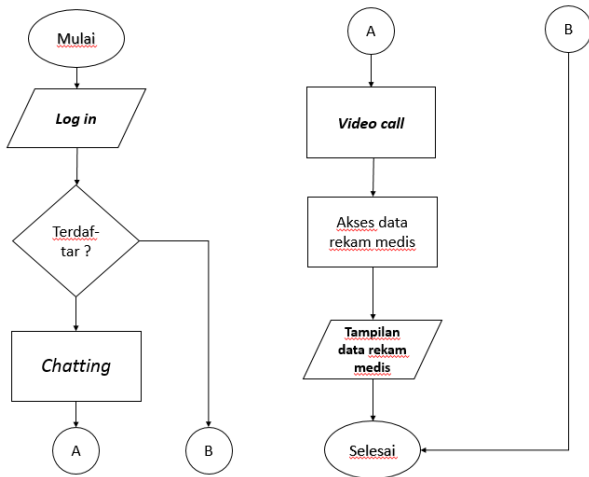 Mulai
Log in
Terdaf-
tar ?
Chatting
A
B
A
B
Video call
Akses data
rekam medis
Tampilan
data rekam
medis
Selesai